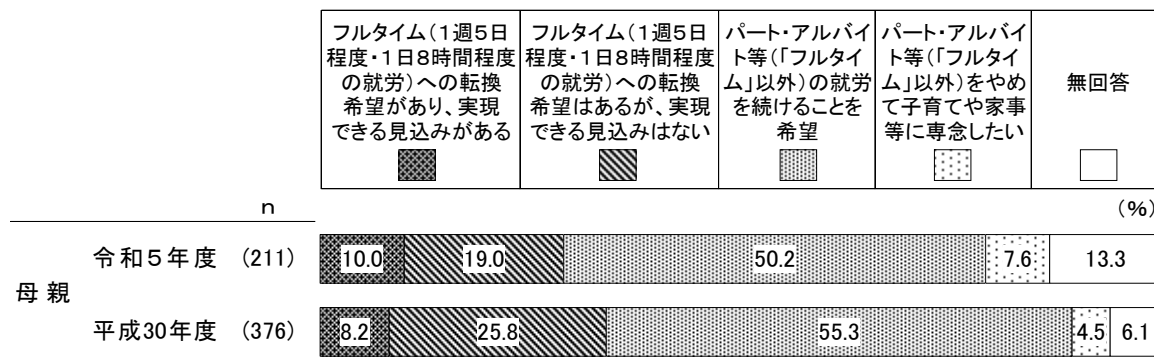 フルタイム(1週5日
程度・1日8時間程度
の就労)への転換
希望があり、実現
できる見込みがある
フルタイム(1週5日
程度・1日8時間程度
の就労)への転換
希望はあるが、実現
できる見込みはない
パート・アルバイ
ト等(「フルタイ
ム」以外)の就労
を続けることを
希望
パート・アルバイ
ト等(「フルタイ
ム」以外)をやめ
て子育てや家事
等に専念したい
無回答
n
(%)
母親
令和5年度 (211) 10.0 19.0 50.2 7.6 13.3
平成30年度 (376) 8.2 25.8 55.3 4.5 6.1